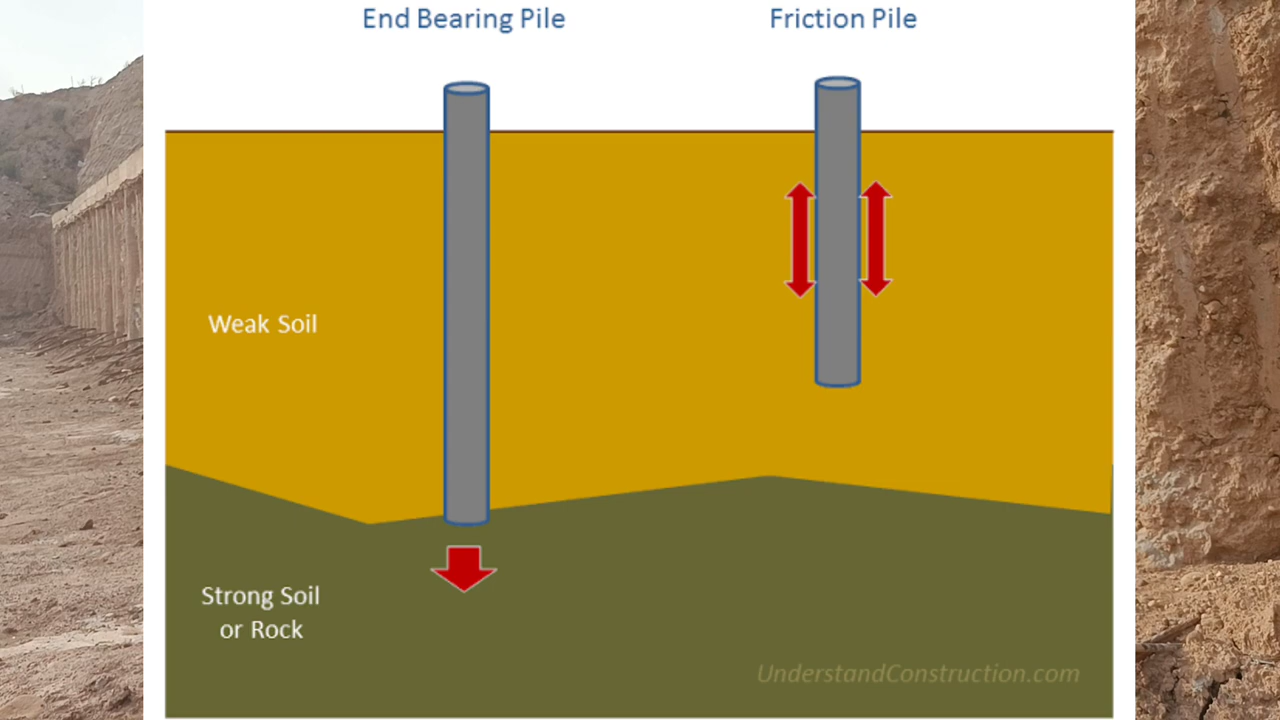 End Bearing Pile
Friction Pile
Weak Soil
Strong Soil
or Rock
UnderstandConstruction.com